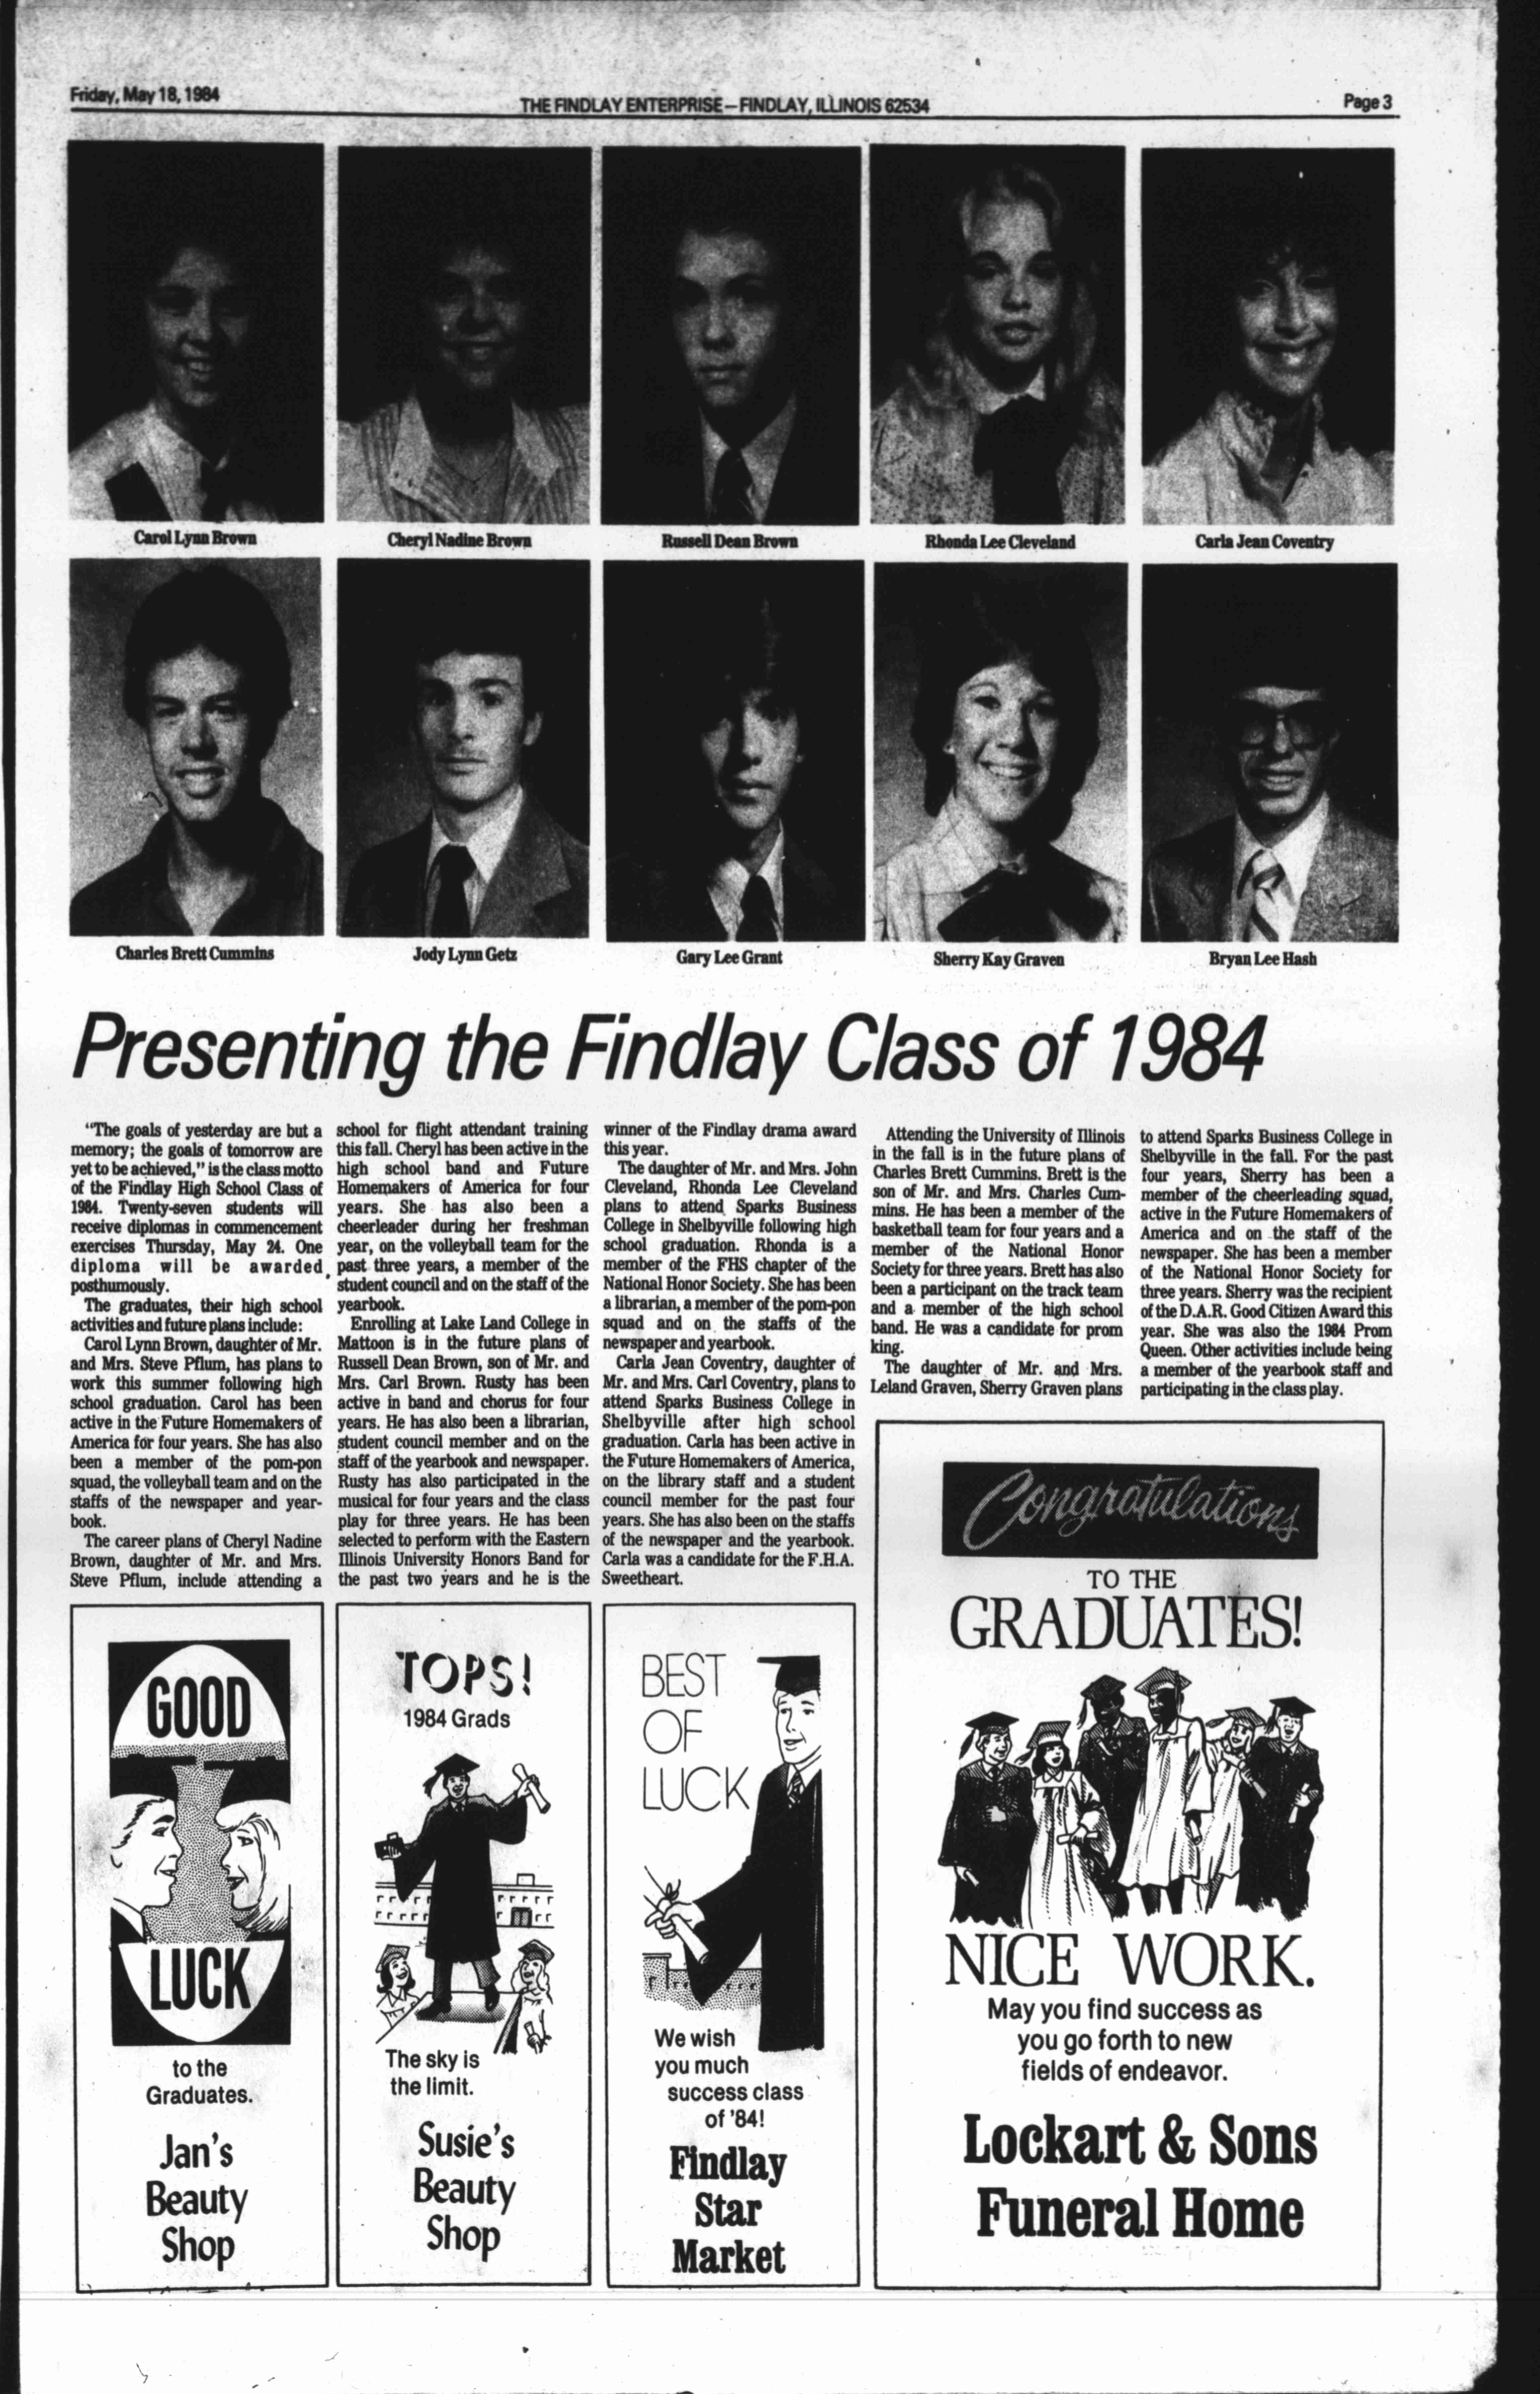 Friday, May 18, 1984
THE FINDLAY ENTERPRISE—FINDLAY, ILLINOIS 62534
Page 3
Carol Lynn Brown
Cheryl Nadine Brown
Russell Dean Brown
Rhonda Lee Cleveland
Carla Jean Coventry
Charles Brett Cummins
Jody Lynn Getz
Gary Lee Grant
Sherry Kay Graven
Bryan Lee Hash
Presenting the Findlay Class of 1984
"The goals of yesterday are but a
memory; the goals of tomorrow are
yet to be achieved," is the class motto
of the Findlay High School Class of
1984. Twenty-seven students will
receive diplomas in commencement
exercises Thursday, May 24. One
diploma will be awarded
posthumously.
The graduates, their high school
activities and future plans include:
Carol Lynn Brown, daughter of Mr.
and Mrs. Steve Pflum, has plans to
work this summer following high
school graduation. Carol has been
active in the Future Homemakers of
America for four years. She has also
been a member of the pom-pon
squad, the volleyball team and on the
staffs of the newspaper and year-
book.
The career plans of Cheryl Nadine
Brown, daughter of Mr. and Mrs.
Steve Pflum, include attending a
school for flight attendant training
this fall. Cheryl has been active in the
high school band and Future
Homemakers of America for four
years. She has also been a
cheerleader during her freshman
year, on the volleyball team for the
past three years, a member of the
student council and on the staff of the
yearbook.
Enrolling at Lake Land College in
Mattoon is in the future plans of
Russell Dean Brown, son of Mr. and
Mrs. Carl Brown. Rusty has been
active in band and chorus for four
years. He has also been a librarian,
student council member and on the
staff of the yearbook and newspaper.
Rusty has also participated in the
musical for four years and the class
play for three years. He has been
selected to perform with the Eastern
Illinois University Honors Band for
the past two years and he is the
winner of the Findlay drama award
this year.
The daughter of Mr. and Mrs. John
Cleveland, Rhonda Lee Cleveland
plans to attend Sparks Business
College in Shelbyville following high
school graduation. Rhonda is a
member of the FHS chapter of the
National Honor Society. She has been
a librarian, a member of the pom-pon
squad and on the staffs of the
newspaper and yearbook.
Carla Jean Coventry, daughter of
Mr. and Mrs. Carl Coventry, plans to
attend Sparks Business College in
Shelbyville after high school
graduation. Carla has been active in
the Future Homemakers of America,
on the library staff and a student
council member for the past four
years. She has also been on the staffs
of the newspaper and the yearbook.
Carla was a candidate for the F.H.A.
Sweetheart.
Attending the University of Illinois
in the fall is in the future plans of
Charles Brett Cummins. Brett is the
son of Mr. and Mrs. Charles Cum-
mins. He has been a member of the
basketball team for four years and a
member of the National Honor
Society for three years. Brett has also
been a participant on the track team
and a member of the high school
band. He was a candidate for prom
king.
The daughter of Mr. and Mrs.
Leland Graven, Sherry Graven plans
to attend Sparks Business College in
Shelbyville in the fall. For the past
four years, Sherry has been a
member of the cheerleading squad,
active in the Future Homemakers of
America and on the staff of the
newspaper. She has been a member
of the National Honor Society for
three years. Sherry was the recipient
of the D.A.R. Good Citizen Award this
year. She was also the 1984 Prom
Queen. Other activities include being
a member of the yearbook staff and
participating in the class play.
GOOD
LUCK
to the
Graduates.
Jan's
Beauty
Shop
TOPS!
1984 Grads
The sky is
the limit.
Susie's
Beauty
Shop
BEST
OF
LUCK
We wish
you much
success class
of '84!
Findlay
Star
Market
Congratulations
TO THE
GRADUATES!
NICE WORK.
May you find success as
you go forth to new
fields of endeavor.
Lockart & Sons
Funeral Home